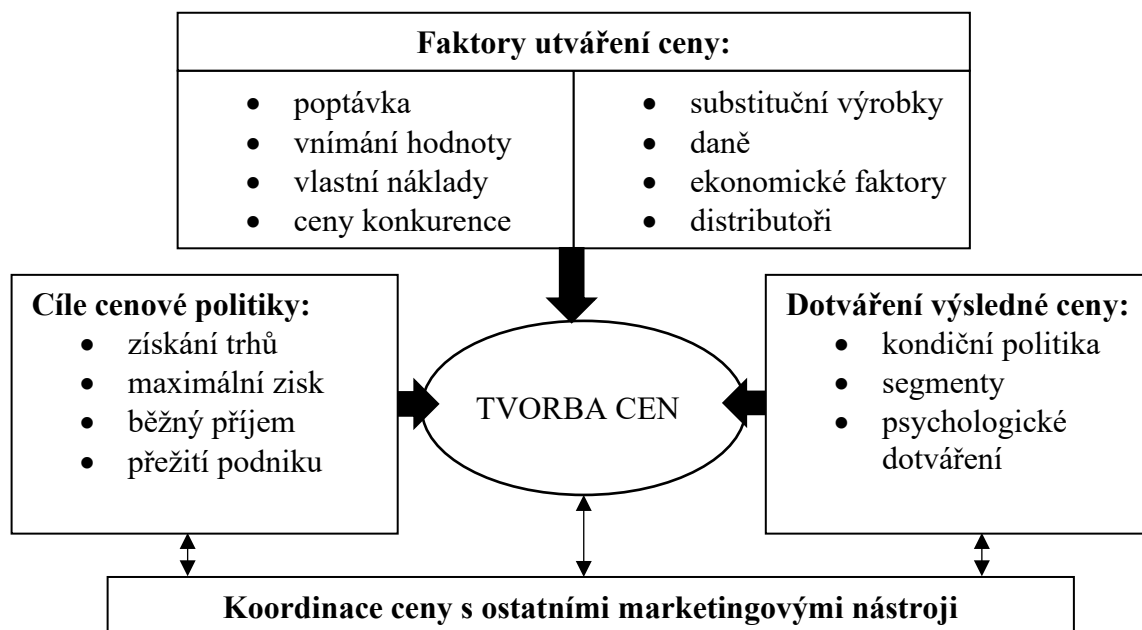 Faktory utváření ceny:
• poptávka
• vnímání hodnoty
• vlastní náklady
• ceny konkurence
• substituční výrobky
• daně
• ekonomické faktory
• distributoři
Cíle cenové politiky:
• získání trhů
• maximální zisk
• běžný příjem
• přežití podniku
TVORBA CEN
Dotváření výsledné ceny:
• kondiční politika
• segmenty
• psychologické
dotváření
Koordinace ceny s ostatními marketingovými nástroji